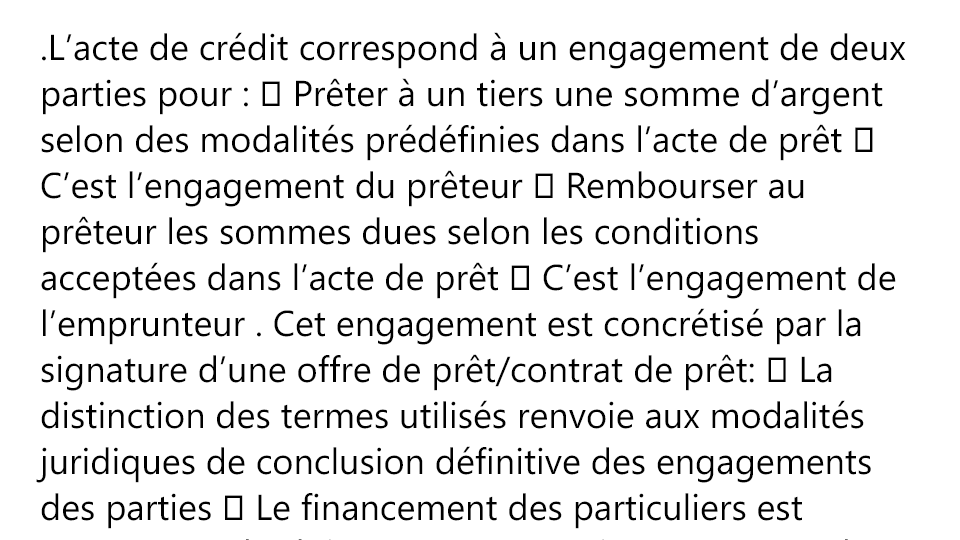 .L’acte de crédit correspond à un engagement de deux
parties pour : □ Prêter à un tiers une somme d’argent
selon des modalités prédéfinies dans l’acte de prêt □
C’est l’engagement du prêteur □ Rembourser au
prêteur les sommes dues selon les conditions
acceptées dans l’acte de prêt □ C’est l’engagement de
l’emprunteur . Cet engagement est concrétisé par la
signature d’une offre de prêt/contrat de prêt: □ La
distinction des termes utilisés renvoie aux modalités
juridiques de conclusion définitive des engagements
des parties □ Le financement des particuliers est